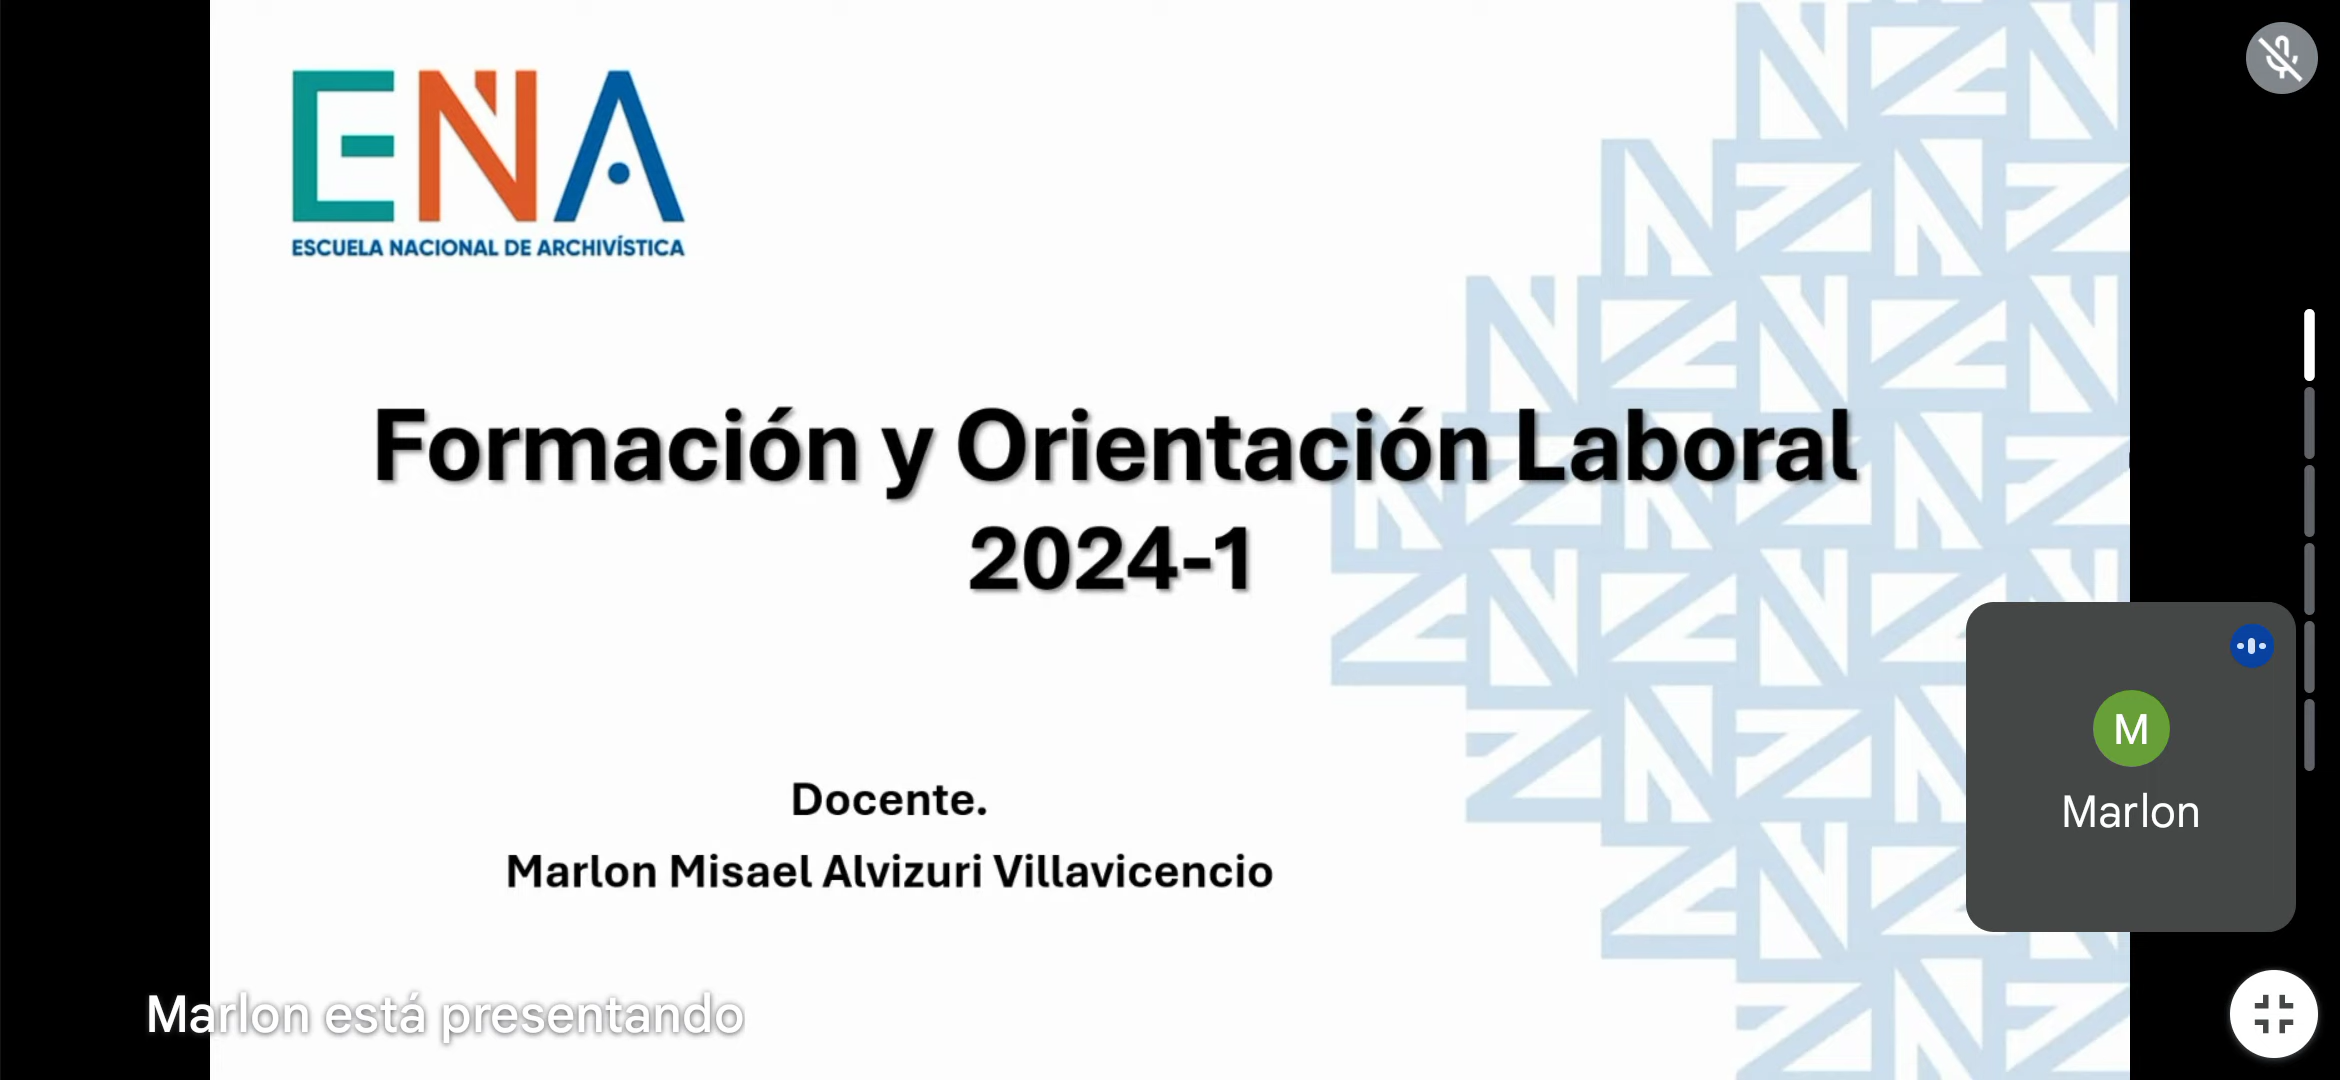 ENA
ESCUELA NACIONAL DE ARCHIVÍSTICA
Formación y Orientación Laboral
2024-1
Docente.
Marlon Misael Alvizuri Villavicencio
M
Marlon
Marlon está presentando